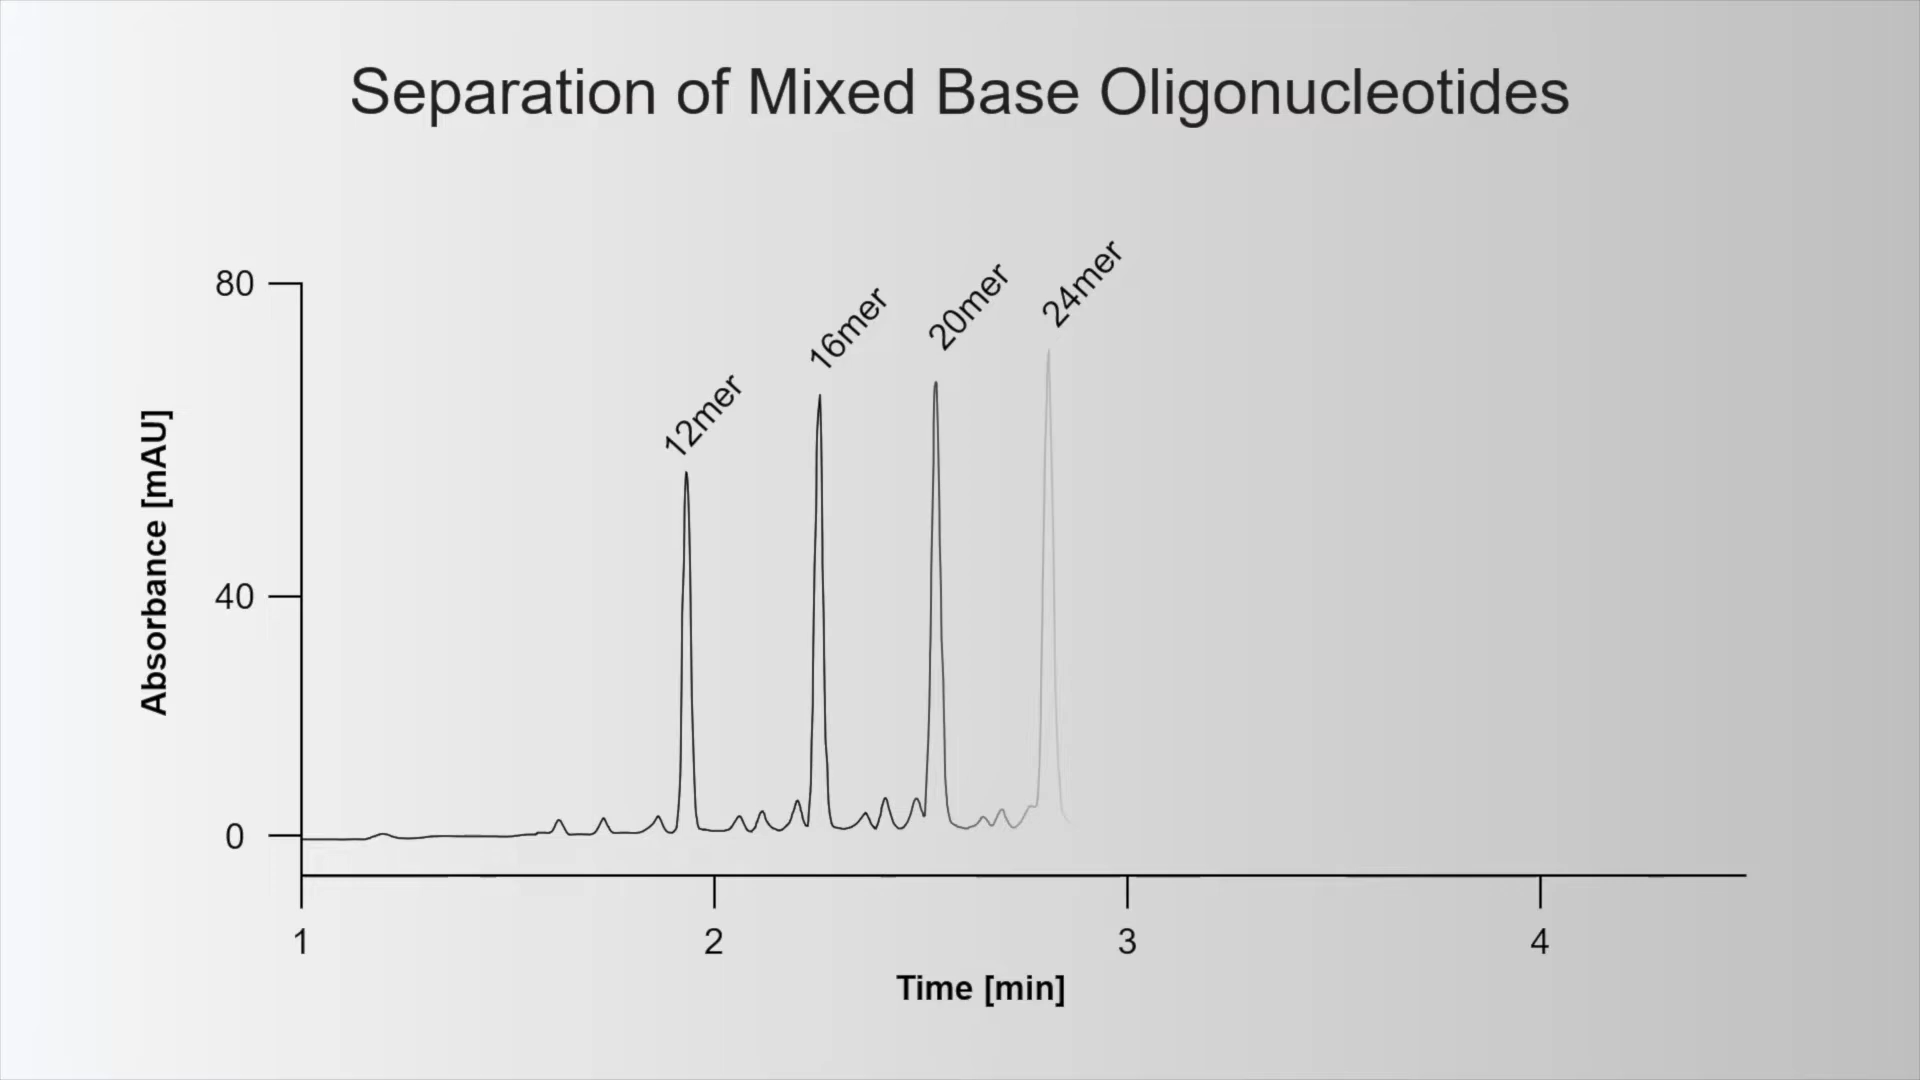 Separation of Mixed Base Oligonucleotides
80
40
0
Absorbance [mAU]
12mer
16mer
20mer
24mer
1
2
3
4
Time [min]